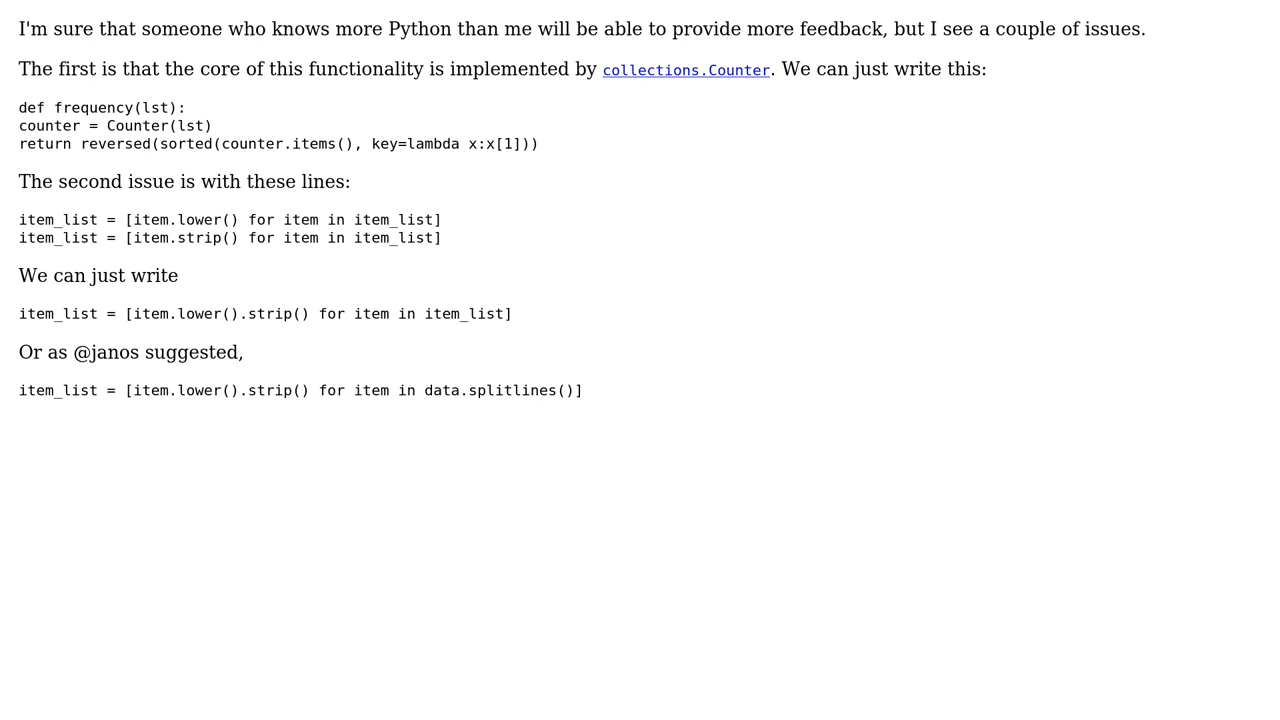 I'm sure that someone who knows more Python than me will be able to provide more feedback, but I see a couple of issues.
The first is that the core of this functionality is implemented by collections.Counter. We can just write this:
def frequency(lst):
counter = Counter(lst)
return reversed(sorted(counter.items(), key=lambda x:x[1]))
The second issue is with these lines:
item_list = [item.lower() for item in item_list]
item_list = [item.strip() for item in item_list]
We can just write
item_list = [item.lower().strip() for item in item_list]
Or as @janos suggested,
item_list = [item.lower().strip() for item in data.splitlines()]